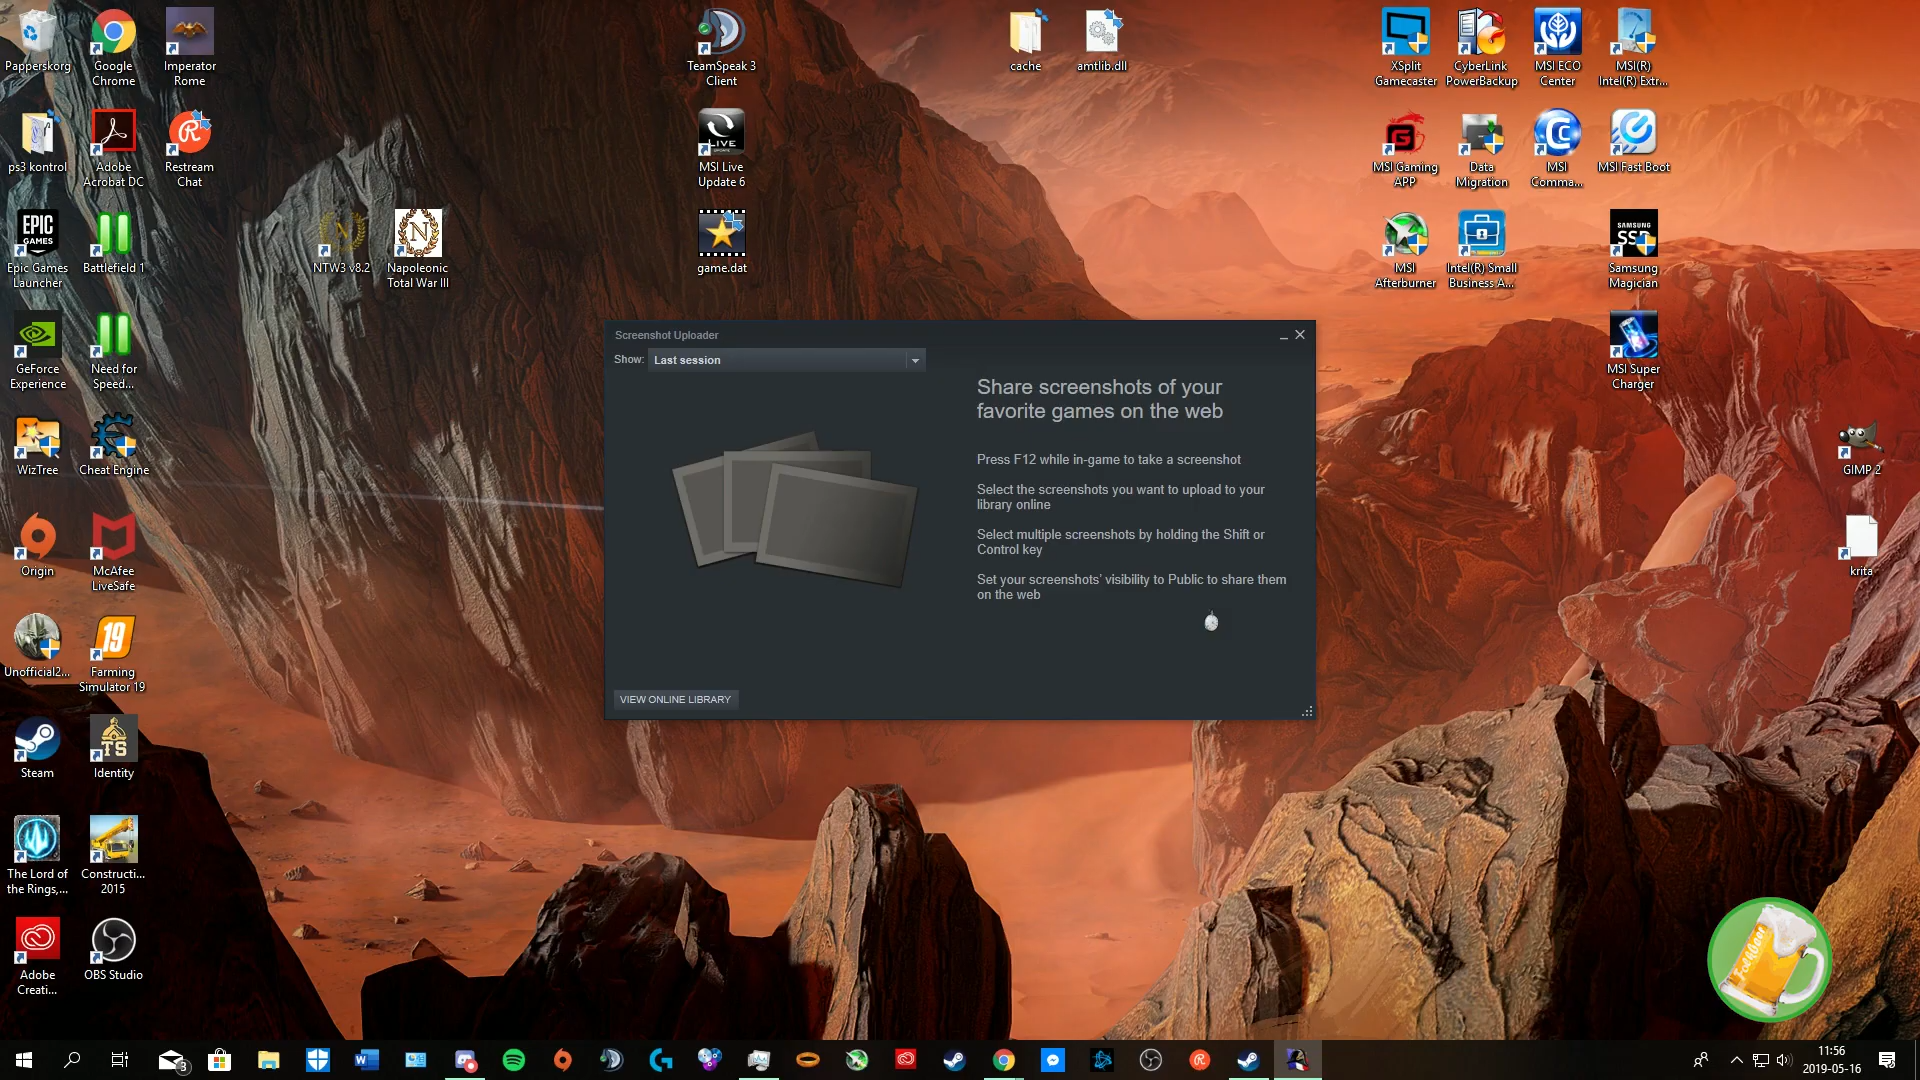 Papperskorg
Google
Chrome
Imperator
Rome
TeamSpeak 3
Client
cache
amtlib.dll
XSplit
Gamecaster
CyberLink
PowerBackup
MSI ECO
Center
MSI(R)
Intel(R) Extr...
ps3 kontrol
Adobe
Acrobat DC
Restream
Chat
LIVE
MSI Live
Update 6
MSI Gaming
APP
Data
Migration
MSI
Comma...
MSI Fast Boot
EPIC
GAMES
Epic Games
Launcher
Battlefield 1
NTW3 v8.2
Napoleonic
Total War III
game.dat
MSI
Afterburner
Intel(R) Small
Business A...
SAMSUNG
SSD
Samsung
Magician
GeForce
Experience
Need for
Speed...
MSI Super
Charger
Screenshot Uploader
Show: Last session
Share screenshots of your
favorite games on the web
Press F12 while in-game to take a screenshot
Select the screenshots you want to upload to your
library online
Select multiple screenshots by holding the Shift or
Control key
Set your screenshots' visibility to Public to share them
on the web
VIEW ONLINE LIBRARY
WizTree
Cheat Engine
GIMP 2
Origin
McAfee
LiveSafe
krita
Unofficial2...
19
Farming
Simulator 19
Steam
TS
Identity
The Lord of
the Rings,...
Constructi...
2015
Adobe
Creati...
OBS Studio
3
11:56
2019-05-16